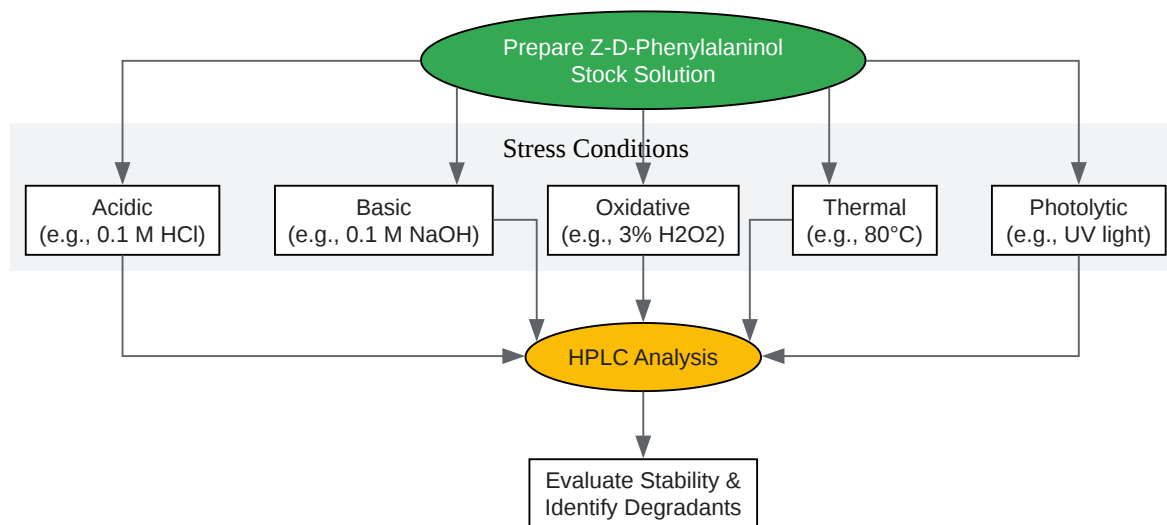 Prepare Z-D-Phenylalaninol
Stock Solution
Stress Conditions
Acidic
(e.g., 0.1 M HCl)
Basic
(e.g., 0.1 M NaOH)
Oxidative
(e.g., 3% H2O2)
Thermal
(e.g., 80°C)
Photolytic
(e.g., UV light)
HPLC Analysis
Evaluate Stability &
Identify Degradants